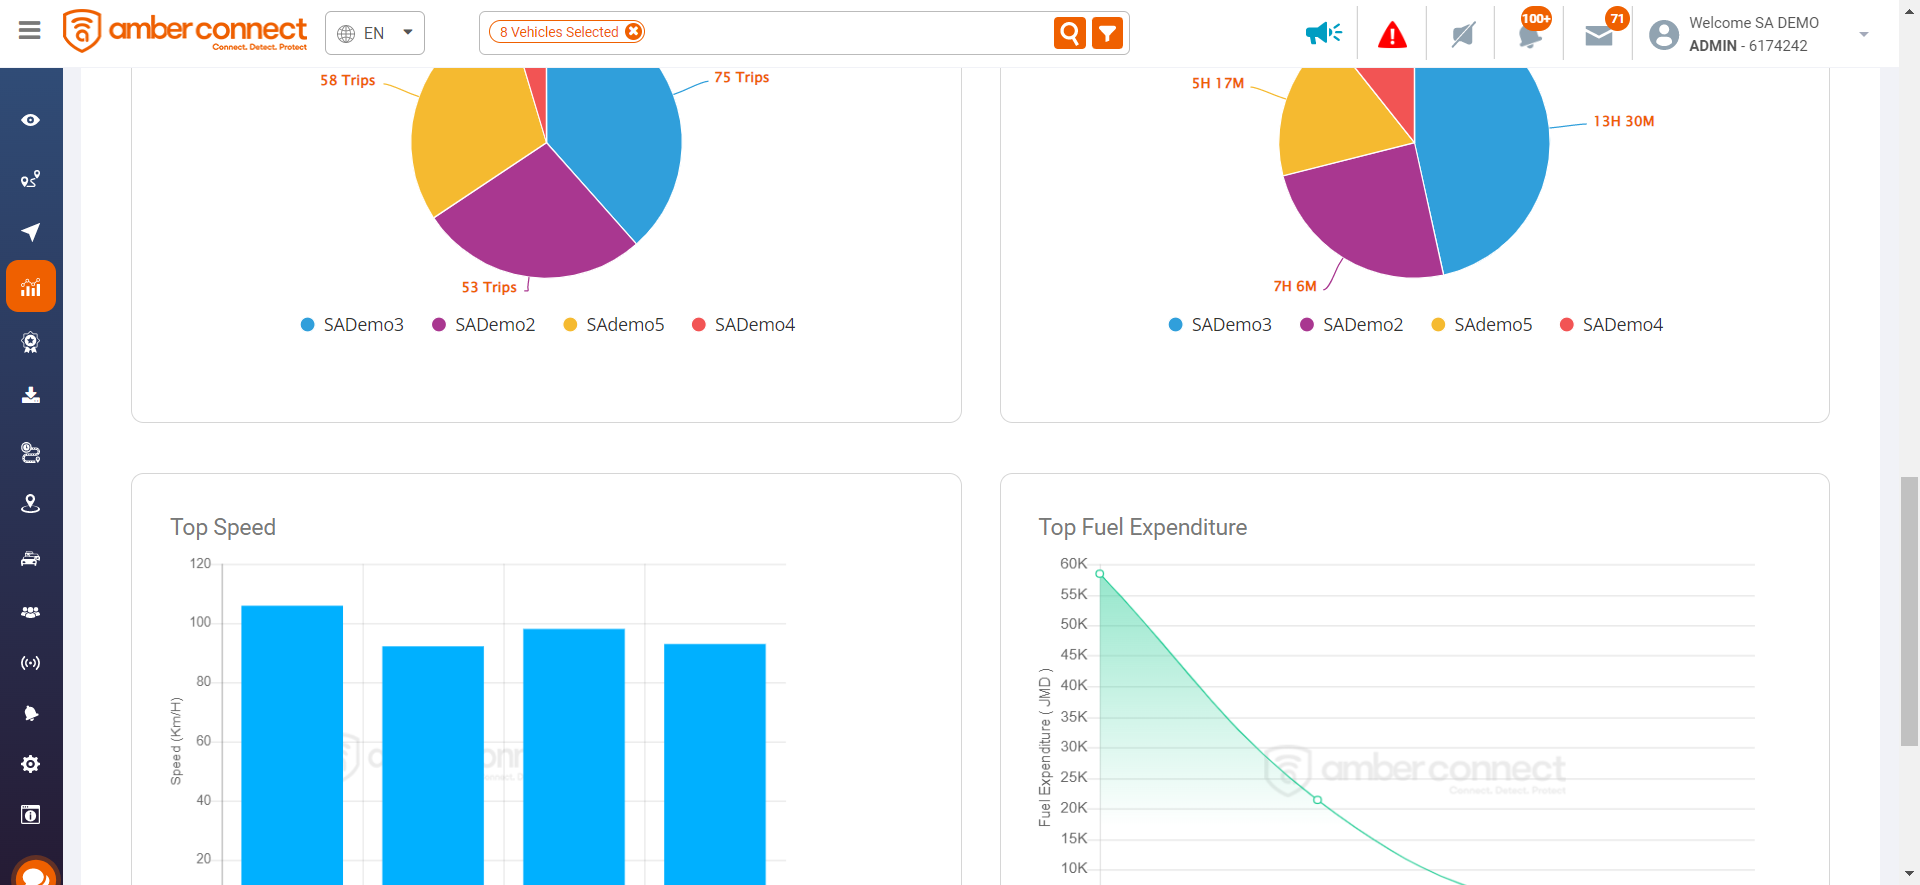 amber connect
Connect. Detect. Protect
EN
8 Vehicles Selected
100+
71
Welcome SA DEMO
ADMIN - 6174242
58 Trips
75 Trips
53 Trips
SADemo3
SADemo2
SAdemo5
SADemo4
5H 17M
13H 30M
7H 6M
SADemo3
SADemo2
SAdemo5
SADemo4
Top Speed
120
100
80
60
40
20
Speed (Km/H)
Top Fuel Expenditure
60K
55K
50K
45K
40K
35K
30K
25K
20K
15K
10K
Fuel Expenditure ( JMD )
amber connect
Connect. Detect. Protect